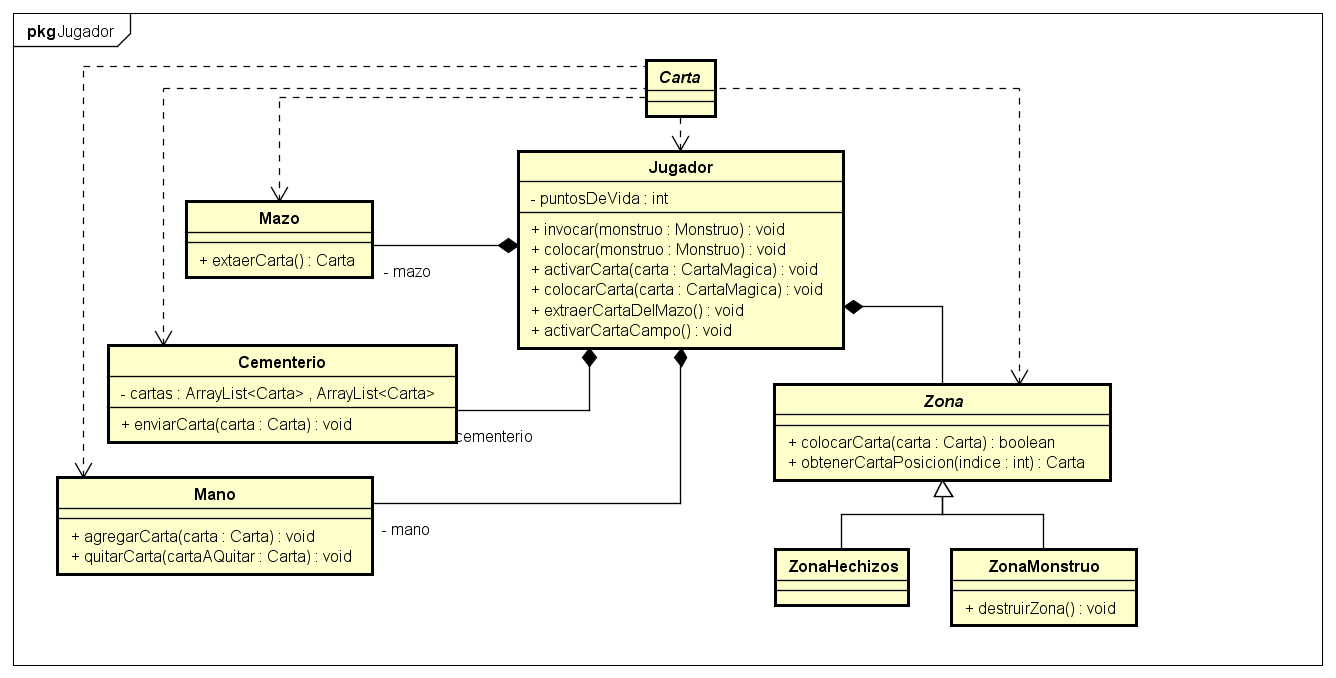 pkg Jugador
Carta
Jugador
- puntosDeVida : int
+ invocar(monstruo : Monstruo) : void
+ colocar(monstruo : Monstruo) : void
+ activarCarta(carta : CartaMagica) : void
+ colocarCarta(carta : CartaMagica) : void
+ extraerCartaDelMazo() : void
+ activarCartaCampo() : void
Mazo
+ extaerCarta() : Carta
- mazo
Cementerio
- cartas : ArrayList<Carta> , ArrayList<Carta>
+ enviarCarta(carta : Carta) : void
cementerio
Mano
+ agregarCarta(carta : Carta) : void
+ quitarCarta(cartaAQuitar : Carta) : void
- mano
Zona
+ colocarCarta(carta : Carta) : boolean
+ obtenerCartaPosicion(indice : int) : Carta
ZonaHechizos
ZonaMonstruo
+ destruirZona() : void